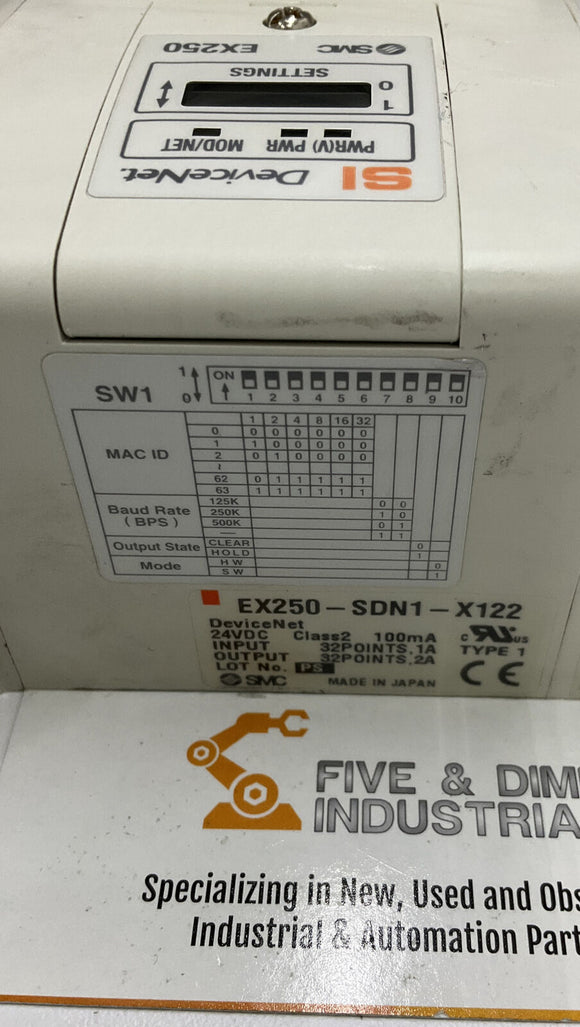 SMC EX250
SETTINGS
1
0
PWR(V) PWR MOD/NET
SI DeviceNet
SW1 1 0 ON
1 2 3 4 5 6 7 8 9 10
1 2 4 8 16 32
MAC ID
0 0 0 0 0 0 0
1 1 0 0 0 0 0
2 0 1 0 0 0 0
≀
62 0 1 1 1 1 1
63 1 1 1 1 1 1
Baud Rate (BPS)
125K 0 0
250K 1 0
500K 0 1
— 1 1
Output State CLEAR 0
HOLD 1
Mode HW 0
SW 1
EX250-SDN1-X122
DeviceNet
24VDC Class2 100mA
INPUT 32POINTS,1A
OUTPUT 32POINTS,2A
LOT No. PS
SMC MADE IN JAPAN
c RU us
TYPE 1
CE
FIVE & DIM
INDUSTRIA
Specializing in New, Used and Obs
Industrial & Automation Part